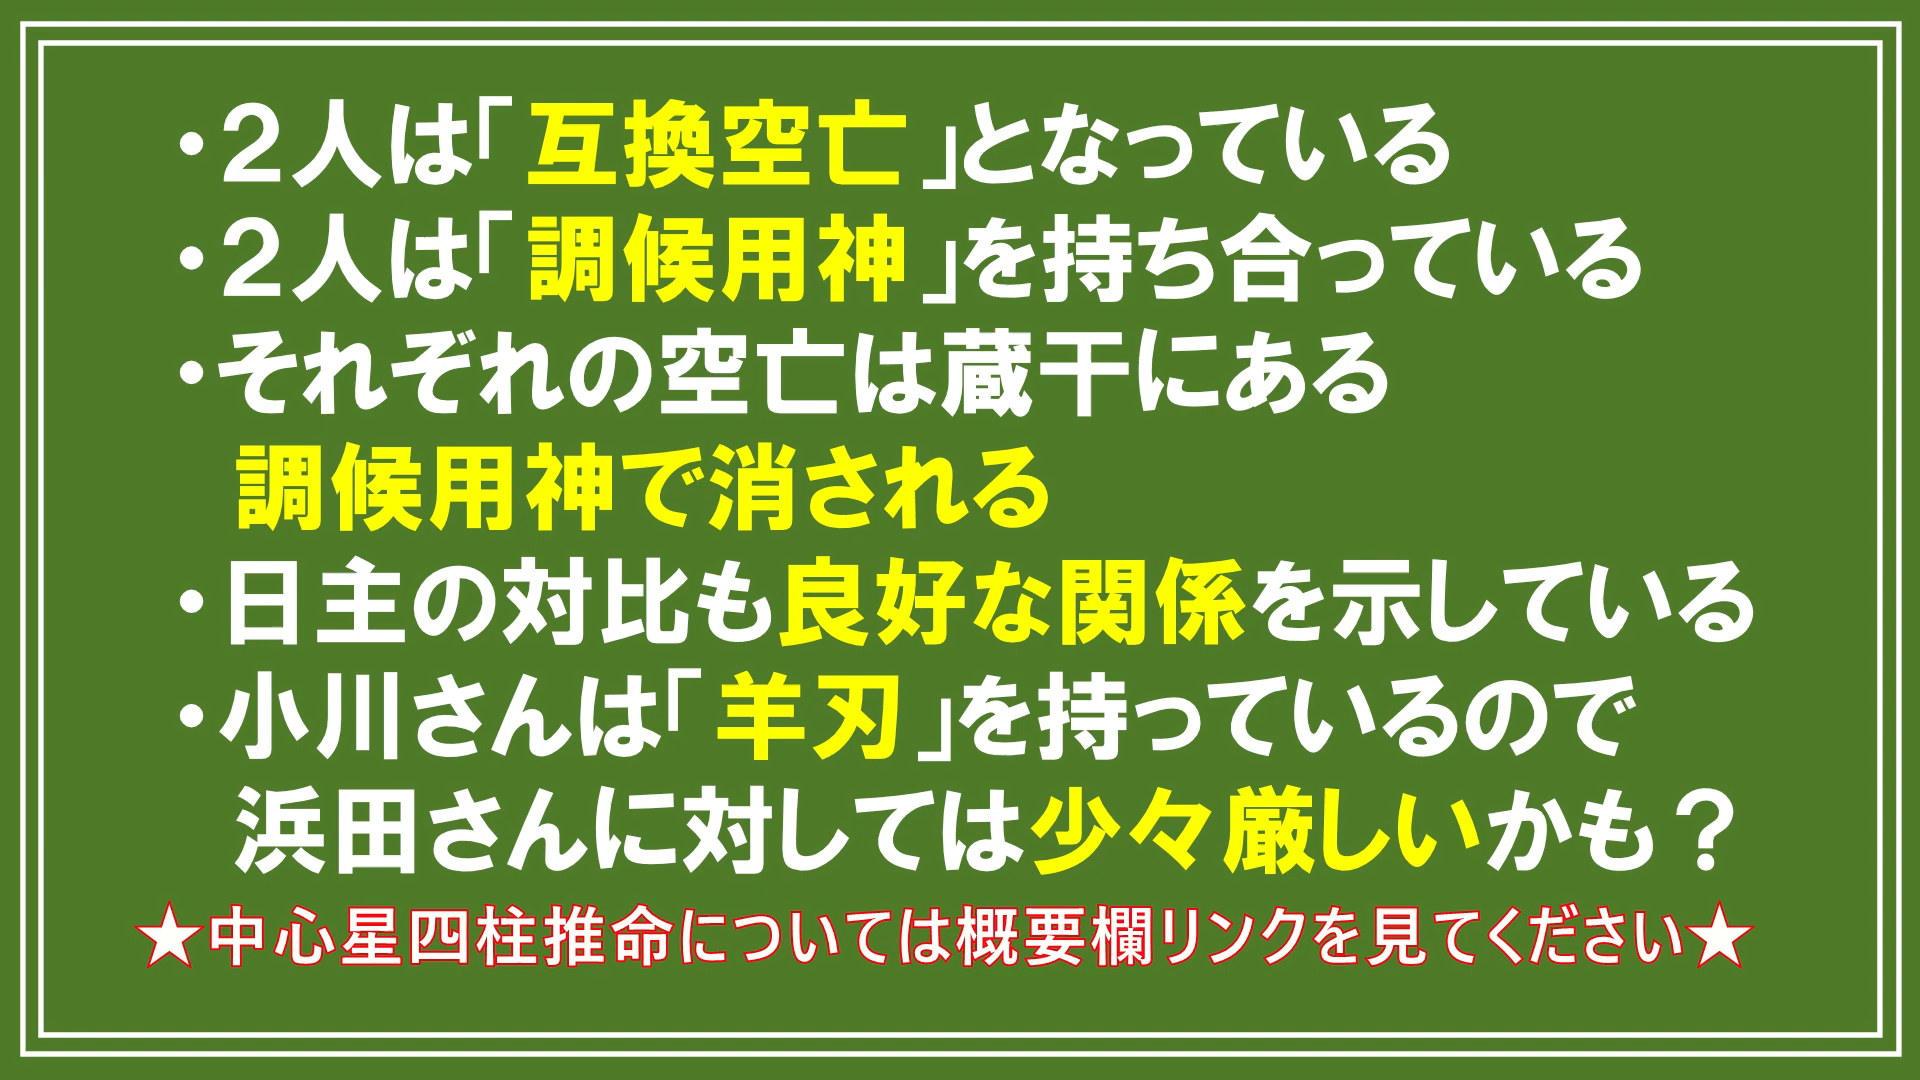 ・２人は「互換空亡」となっている
・２人は「調候用神」を持ち合っている
・それぞれの空亡は蔵干にある
調候用神で消される
・日主の対比も良好な関係を示している
・小川さんは「羊刃」を持っているので
浜田さんに対しては少々厳しいかも？
★中心星四柱推命については概要欄リンクを見てください★